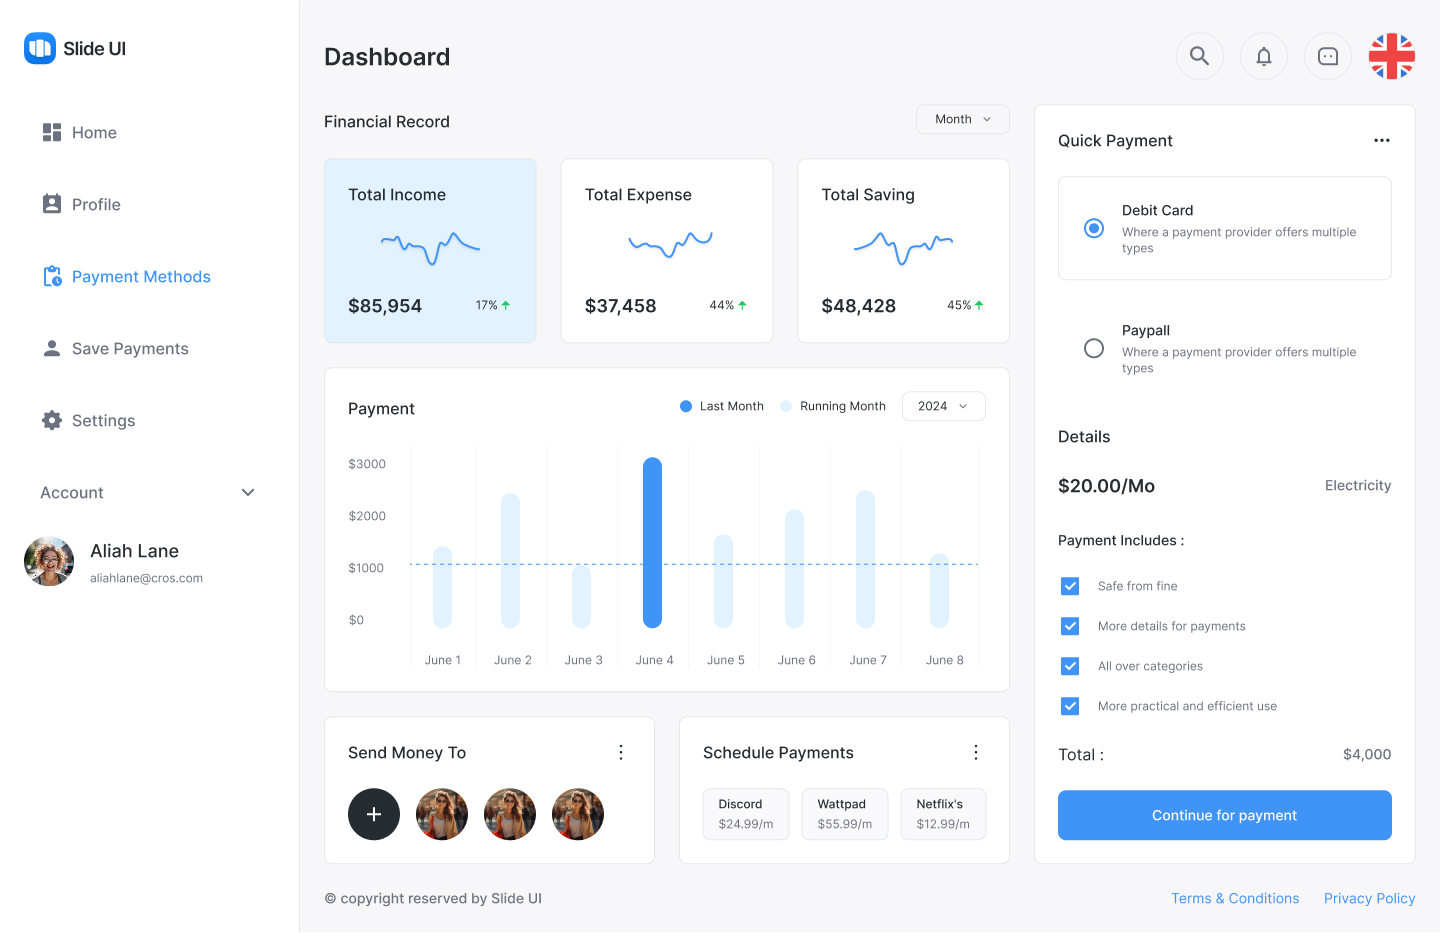 Slide UI
Home
Profile
Payment Methods
Save Payments
Settings
Account
Aliah Lane
aliahlane@cros.com
Dashboard
Financial Record
Month
Total Income
$85,954
17%
Total Expense
$37,458
44%
Total Saving
$48,428
45%
Payment
Last Month
Running Month
2024
$3000
$2000
$1000
$0
June 1
June 2
June 3
June 4
June 5
June 6
June 7
June 8
Send Money To
Schedule Payments
Discord
$24.99/m
Wattpad
$55.99/m
Netflix's
$12.99/m
Quick Payment
Debit Card
Where a payment provider offers multiple
types
Paypall
Where a payment provider offers multiple
types
Details
$20.00/Mo
Electricity
Payment Includes :
Safe from fine
More details for payments
All over categories
More practical and efficient use
Total :
$4,000
Continue for payment
© copyright reserved by Slide UI
Terms & Conditions
Privacy Policy